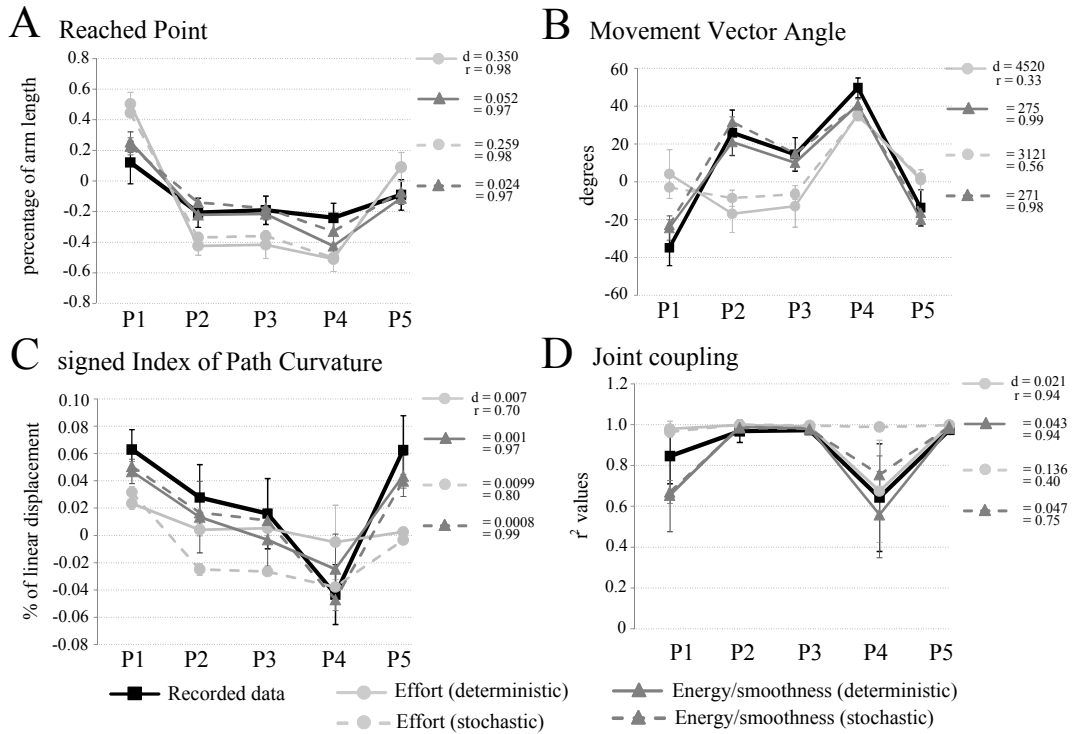 A Reached Point
percentage of arm length
0.8
0.6
0.4
0.2
0
-0.2
-0.4
-0.6
-0.8
P1 P2 P3 P4 P5
d = 0.350
r = 0.98
= 0.052
= 0.97
= 0.259
= 0.98
= 0.024
= 0.97
B Movement Vector Angle
degrees
60
40
20
0
-20
-40
-60
P1 P2 P3 P4 P5
d = 4520
r = 0.33
= 275
= 0.99
= 3121
= 0.56
= 271
= 0.98
C signed Index of Path Curvature
% of linear displacement
0.10
0.08
0.06
0.04
0.02
0
-0.02
-0.04
-0.06
-0.08
P1 P2 P3 P4 P5
d = 0.007
r = 0.70
= 0.001
= 0.97
= 0.0099
= 0.80
= 0.0008
= 0.99
D Joint coupling
r² values
1.2
1.0
0.8
0.6
0.4
0.2
0
P1 P2 P3 P4 P5
d = 0.021
r = 0.94
= 0.043
= 0.94
= 0.136
= 0.40
= 0.047
= 0.75
Recorded data
Effort (deterministic)
Effort (stochastic)
Energy/smoothness (deterministic)
Energy/smoothness (stochastic)